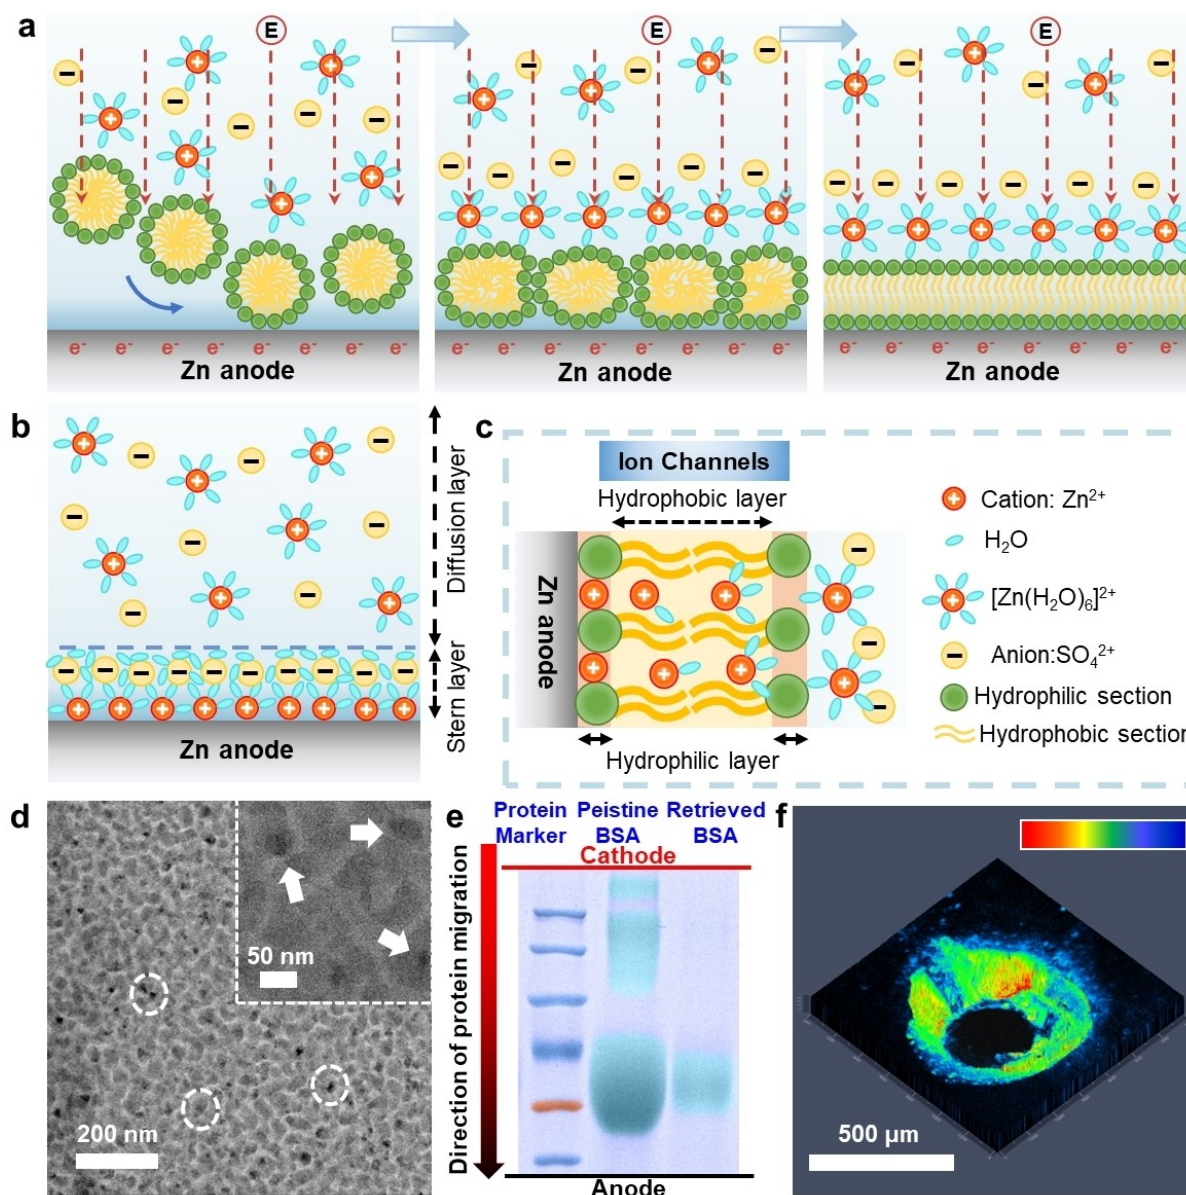 a
E
E
E
e⁻ e⁻ e⁻ e⁻ e⁻ e⁻ e⁻
e⁻ e⁻ e⁻ e⁻ e⁻ e⁻ e⁻
e⁻ e⁻ e⁻ e⁻ e⁻ e⁻ e⁻
Zn anode
Zn anode
Zn anode
b
Diffusion layer
Stern layer
Zn anode
c
Ion Channels
Hydrophobic layer
Zn anode
Hydrophilic layer
Cation: Zn²⁺
H₂O
[Zn(H₂O)₆]²⁺
Anion:SO₄²⁺
Hydrophilic section
Hydrophobic section
d
50 nm
200 nm
e
Protein Peistine Retrieved
Marker BSA BSA
Cathode
Direction of protein migration
Anode
f
500 µm